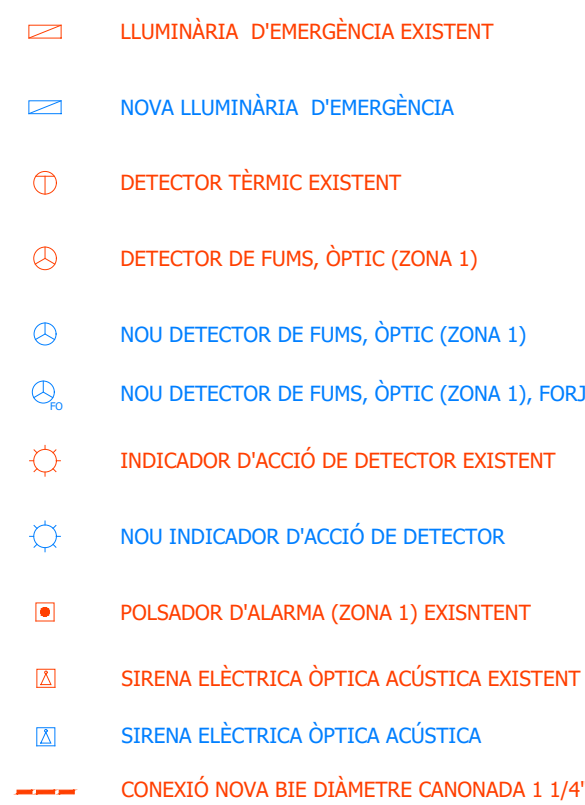 LLUMINÀRIA D'EMERGÈNCIA EXISTENT
NOVA LLUMINÀRIA D'EMERGÈNCIA
DETECTOR TÈRMIC EXISTENT
DETECTOR DE FUMS, ÒPTIC (ZONA 1)
NOU DETECTOR DE FUMS, ÒPTIC (ZONA 1)
FO NOU DETECTOR DE FUMS, ÒPTIC (ZONA 1), FORJ
INDICADOR D'ACCIÓ DE DETECTOR EXISTENT
NOU INDICADOR D'ACCIÓ DE DETECTOR
POLSADOR D'ALARMA (ZONA 1) EXISNTENT
SIRENA ELÈCTRICA ÒPTICA ACÚSTICA EXISTENT
SIRENA ELÈCTRICA ÒPTICA ACÚSTICA
CONEXIÓ NOVA BIE DIÀMETRE CANONADA 1 1/4'